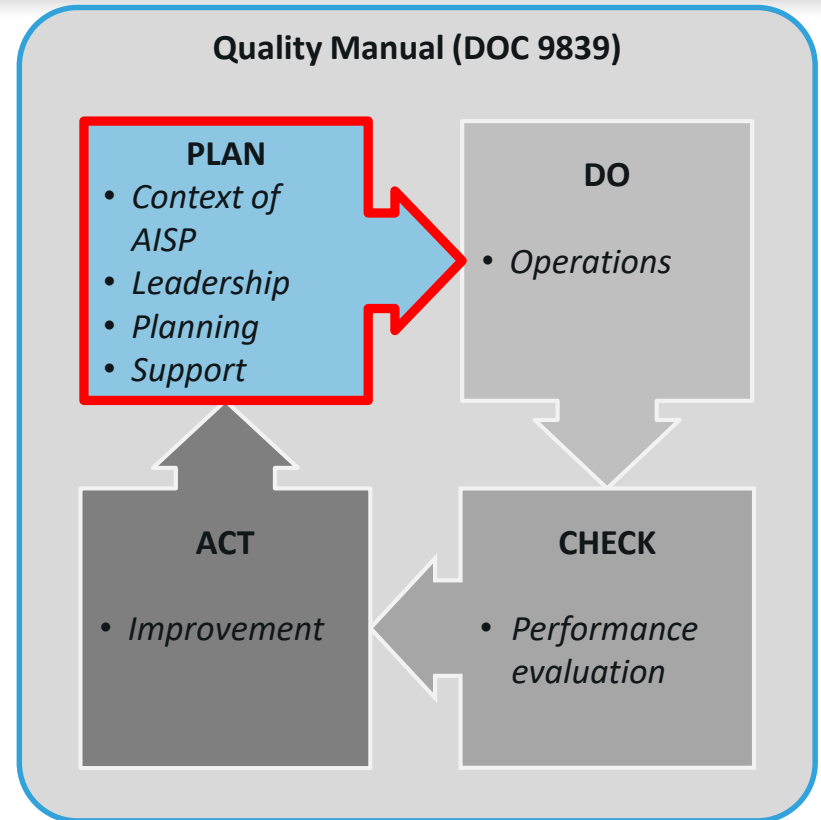 Quality Manual (DOC 9839)
PLAN
• Context of
AISP
• Leadership
• Planning
• Support
DO
• Operations
ACT
• Improvement
CHECK
• Performance
evaluation